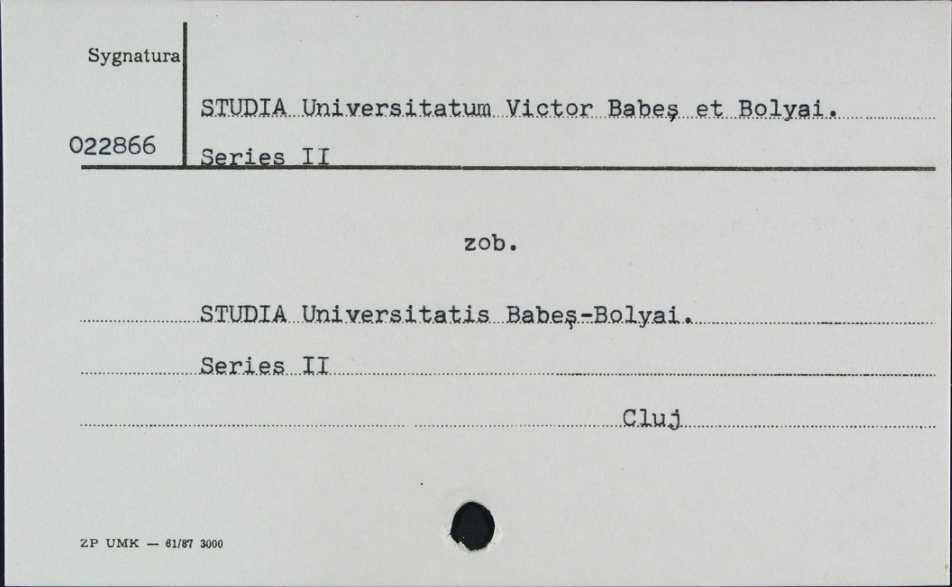 Sygnatura
STUDIA Universitatum Victor Babeş et Bolyai.
022866
Series II
zob.
STUDIA Universitatis Babeş-Bolyai.
Series II
Cluj
ZP UMK — 61/87 3000